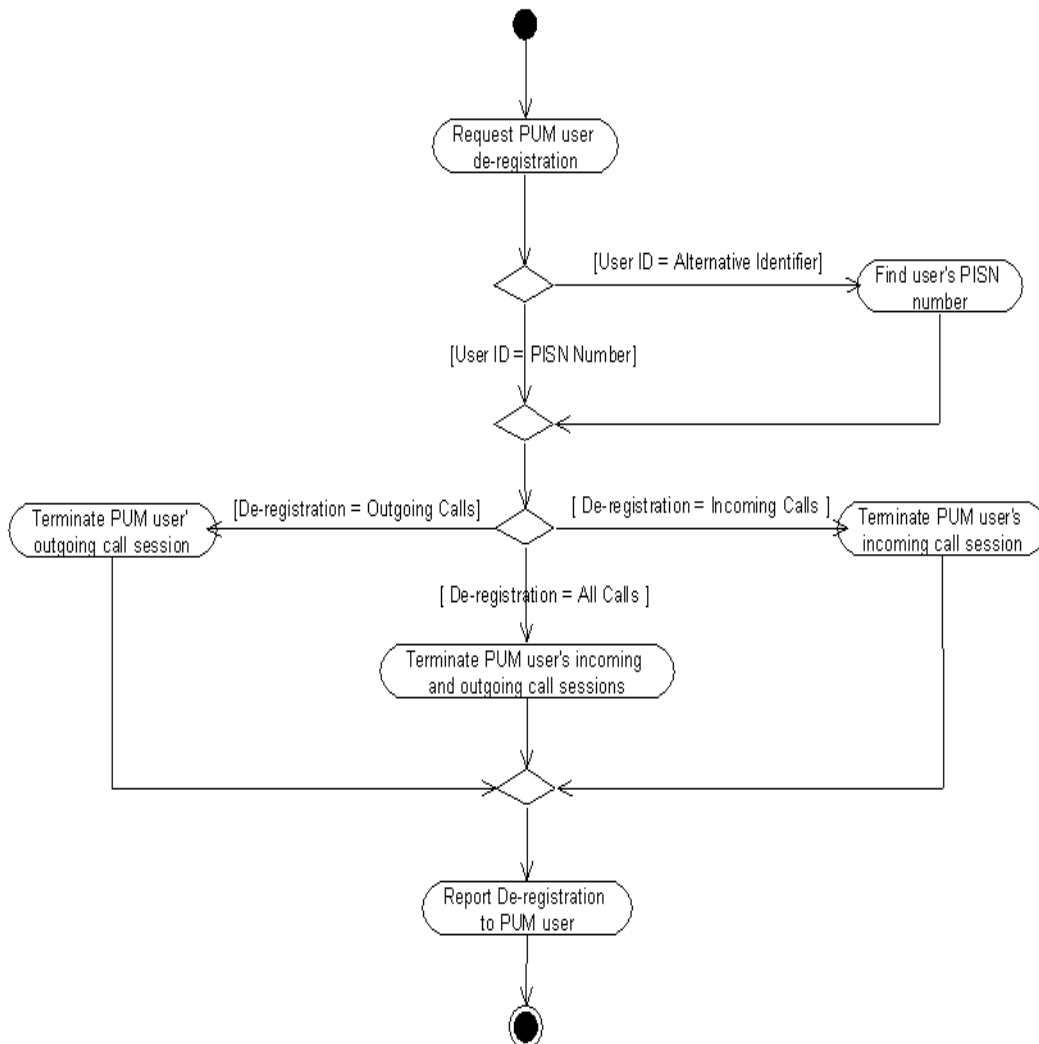 Request PUM user
de-registration
[User ID = Alternative Identifier]
Find user's PISN
number
[User ID = PISN Number]
[De-registration = Outgoing Calls]
[ De-registration = Incoming Calls ]
Terminate PUM user'
outgoing call session
Terminate PUM user's
incoming call session
[ De-registration = All Calls ]
Terminate PUM user's incoming
and outgoing call sessions
Report De-registration
to PUM user